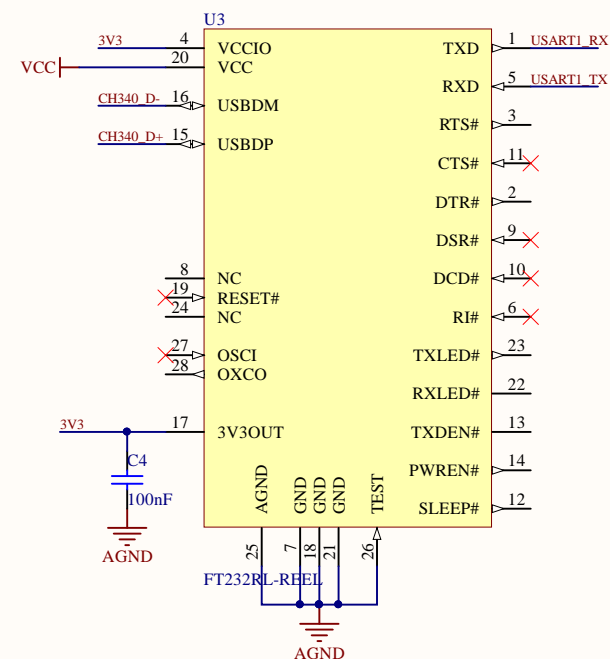 U3
3V3 4 VCCIO TXD 1 USART1_RX
VCC 20 VCC
RXD 5 USART1_TX
CH340_D- 16 USBDM
RTS# 3
CH340_D+ 15 USBDP
CTS# 11
DTR# 2
DSR# 9
8 NC DCD# 10
19 RESET#
24 NC RI# 6
27 OSCI TXLED# 23
28 OXCO
RXLED# 22
3V3 17 3V3OUT TXDEN# 13
C4
100nF
AGND
PWREN# 14
SLEEP# 12
AGND GND GND GND TEST
25 7 18 21 26
FT232RL-REEL
AGND